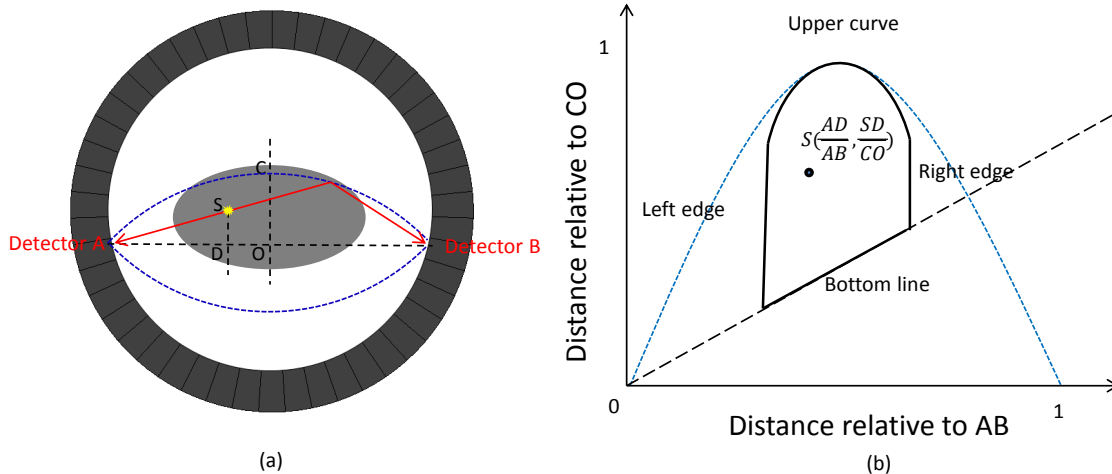 C
S
Detector A
D
O
Detector B
(a)
Upper curve
1
Distance relative to CO
S(AD/AB, SD/CO)
Left edge
Right edge
Bottom line
0
1
Distance relative to AB
(b)